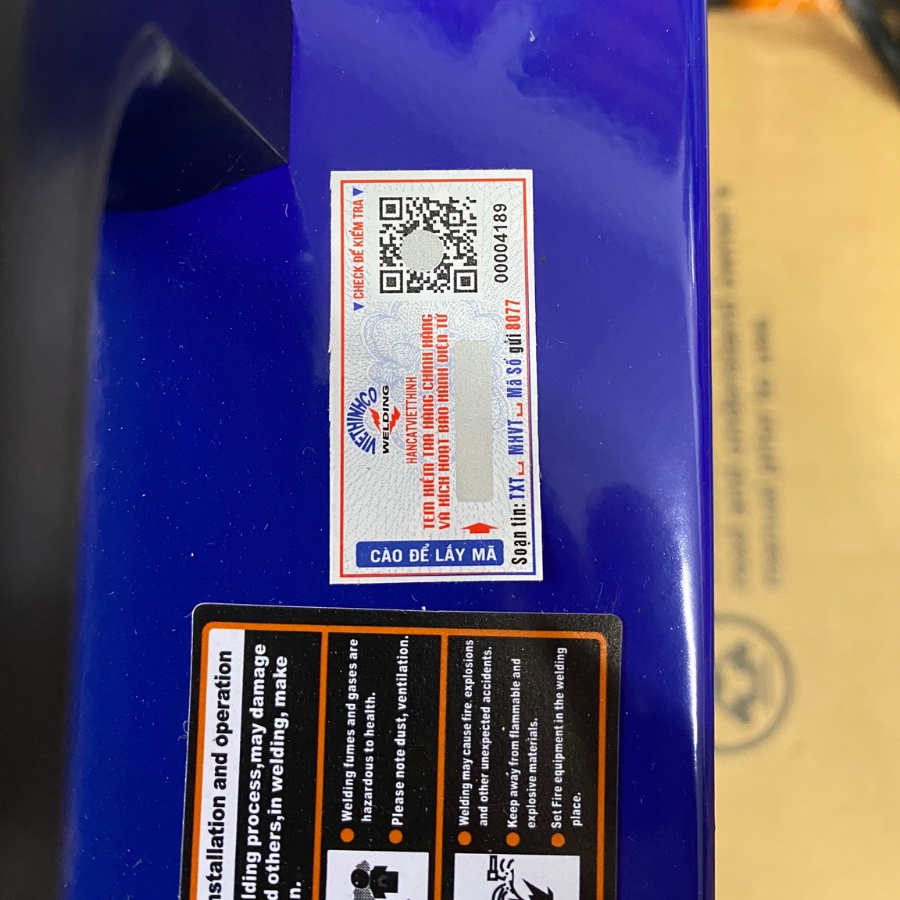 ▼ CHECK ĐỂ KIỂM TRA ▼
00004189
VIETTHINHCO
WELDING
HANCATVIETTHINH
TEM KIỂM TRA HÀNG CHÍNH HÃNG
VÀ KÍCH HOẠT BẢO HÀNH ĐIỆN TỬ
CÀO ĐỂ LẤY MÃ
Soạn tin: TXT␣ MHVT␣ Mã Số gửi 8077
nstallation and operation
lding process,may damage
d others,in welding, make
n.
Welding fumes and gases are
hazardous to health.
Please note dust, ventilation.
Welding may cause fire. explosions
and other unexpected accidents.
Keep away from flammable and
explosive materials.
Set Fire equipment in the welding
place.